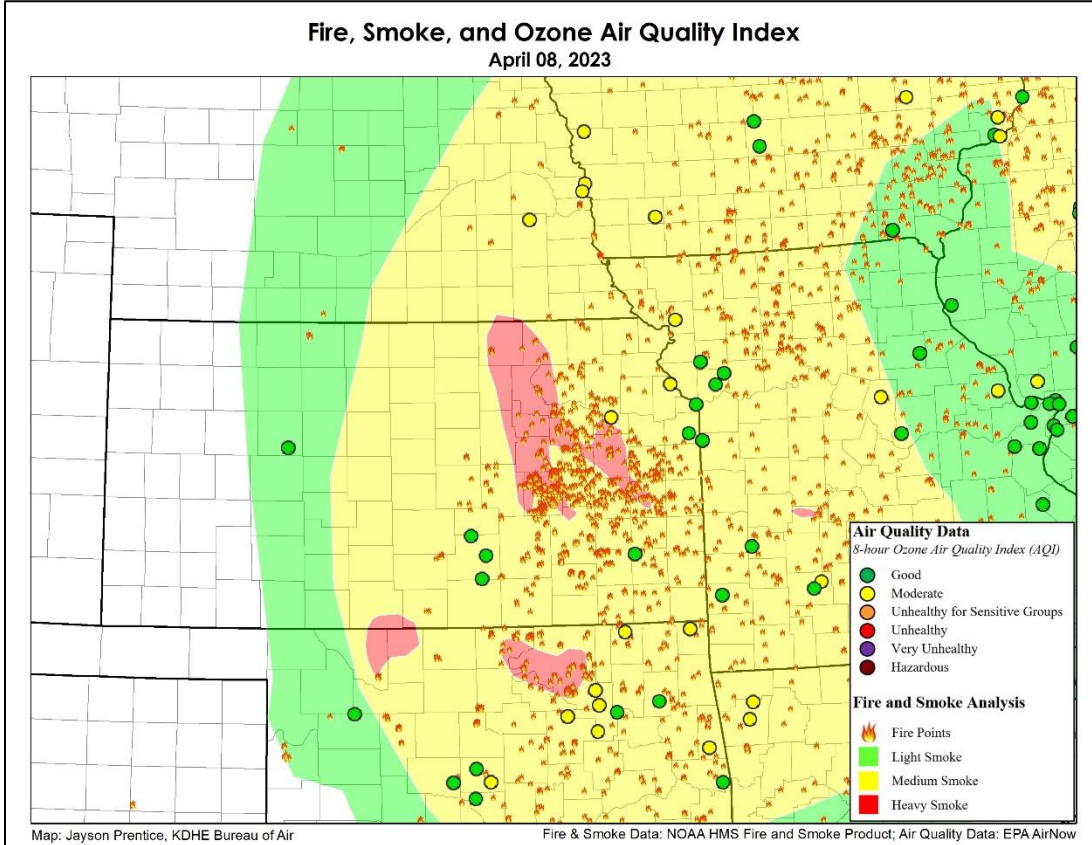 Fire, Smoke, and Ozone Air Quality Index
April 08, 2023
Air Quality Data
8-hour Ozone Air Quality Index (AQI)
Good
Moderate
Unhealthy for Sensitive Groups
Unhealthy
Very Unhealthy
Hazardous
Fire and Smoke Analysis
Fire Points
Light Smoke
Medium Smoke
Heavy Smoke
Map: Jayson Prentice, KDHE Bureau of Air
Fire & Smoke Data: NOAA HMS Fire and Smoke Product; Air Quality Data: EPA AirNow